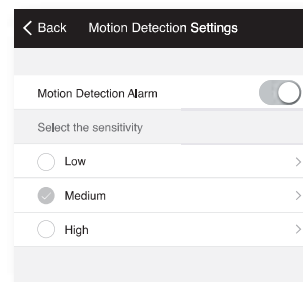 Back Motion Detection Settings
Motion Detection Alarm
Select the sensitivity
Low
Medium
High